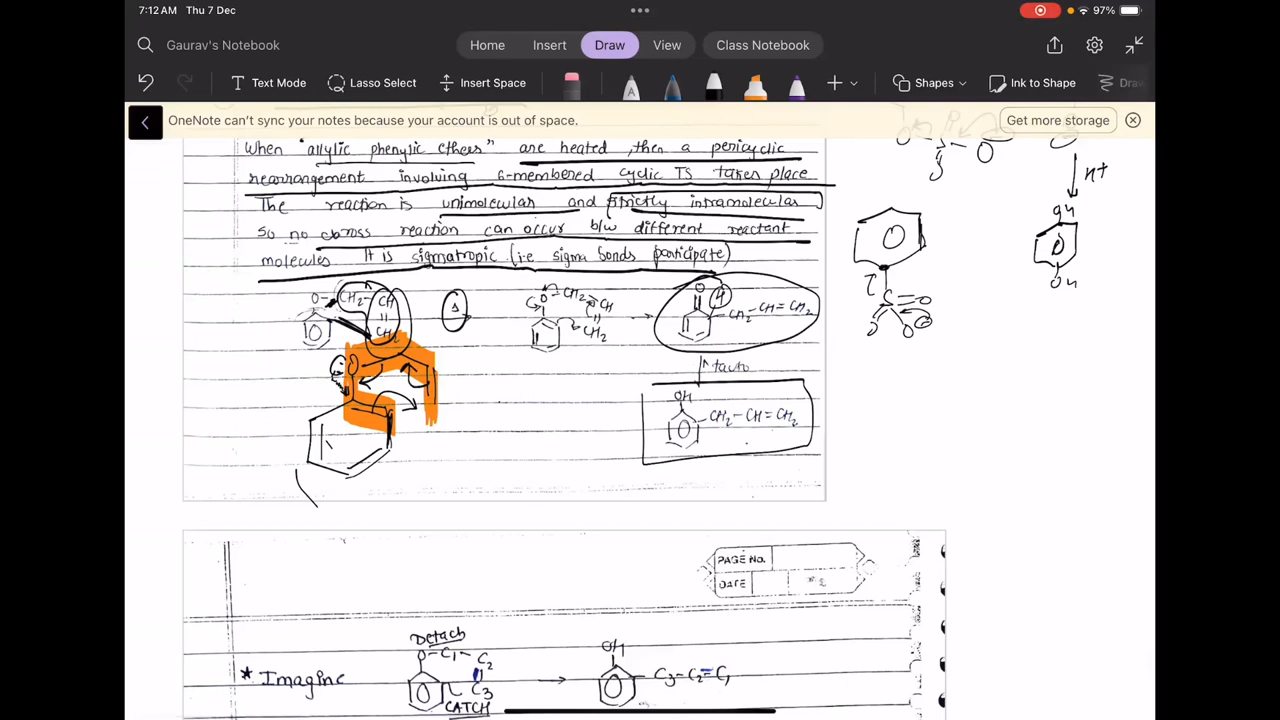 7:12 AM Thu 7 Dec
97%
Gaurav's Notebook
Home Insert Draw View Class Notebook
Text Mode Lasso Select Insert Space Shapes Ink to Shape
OneNote can't sync your notes because your account is out of space. Get more storage
When "allylic phenylic ethers" are heated, then a pericyclic
rearrangement involving 6-membered cyclic TS takes place
The reaction is unimolecular and strictly intramolecular
So no cross reaction can occur b/w different reactant
molecules It is sigmatropic (i.e sigma bonds participate)
O- CH2- CH = CH2
Δ
O CH2 CH = CH2
O H -CH2-CH=CH2
tauto
OH -CH2-CH=CH2
H+
OH
PAGE No.
DATE
Detach
* Imagine O-C1- C2 C3 → OH C3-C2=C1
CATCH